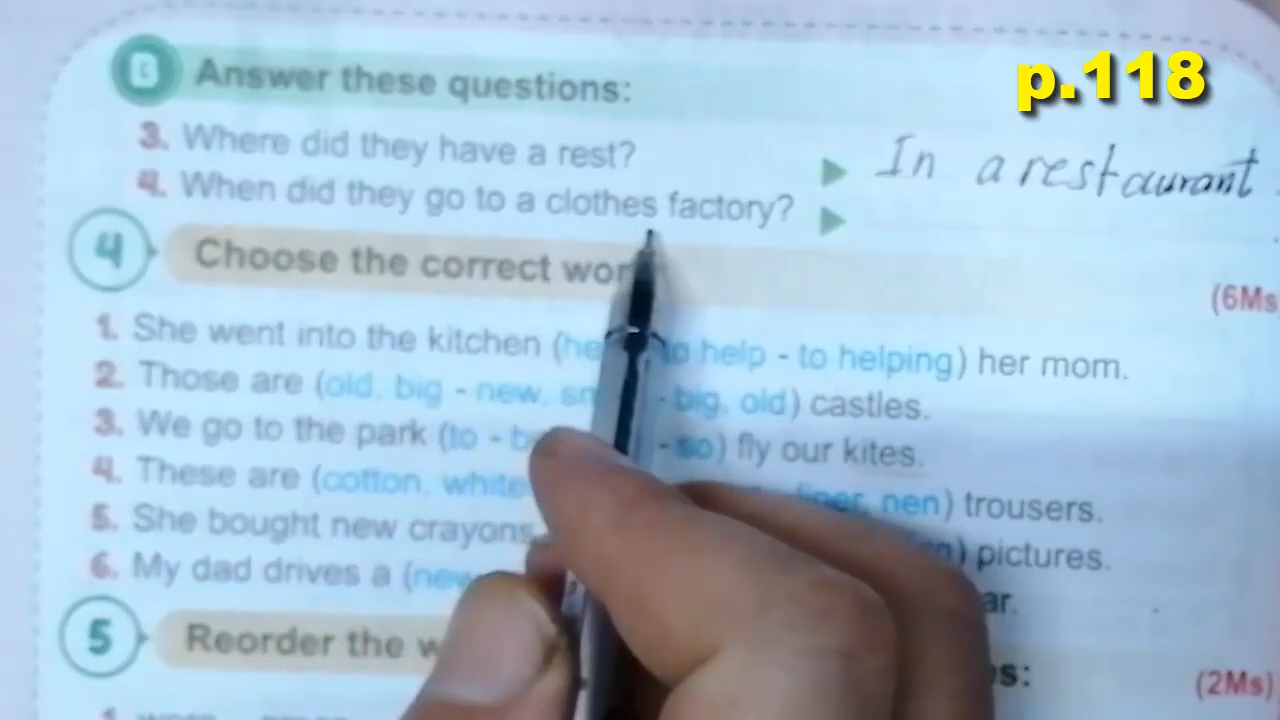 p.118
B Answer these questions:
3. Where did they have a rest? In a restaurant.
4. When did they go to a clothes factory?
4 Choose the correct
(6Ms
1. She went into the kitchen ( to help - to helping) her mom.
2. Those are (old, big - new, - big, old) castles.
3. We go to the park (to - - so) fly our kites.
4. These are (cotton, white nen) trousers.
5. She bought new crayons pictures.
6. My dad drives a (new
5 Reorder the
(2Ms)